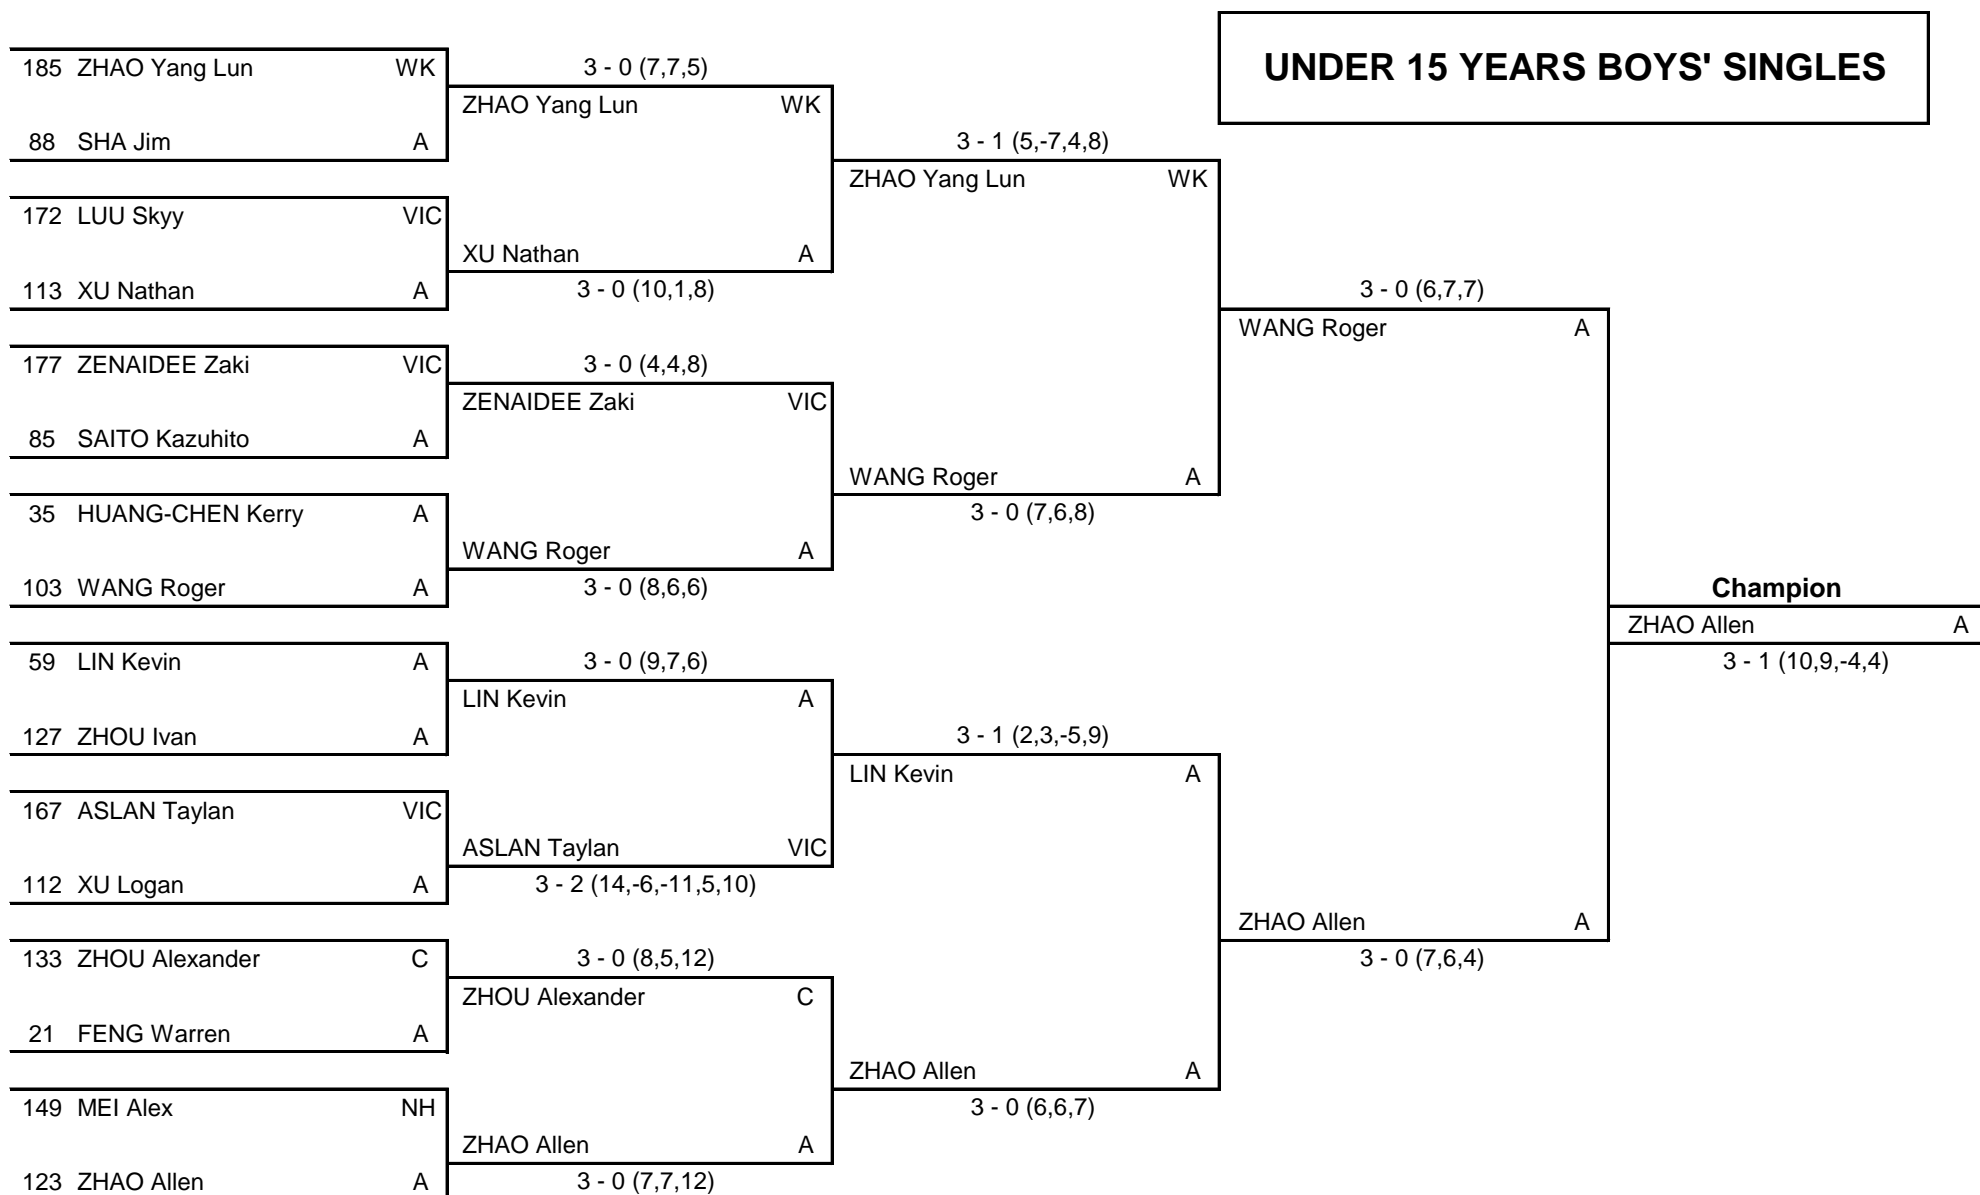 UNDER 15 YEARS BOYS' SINGLES
185 ZHAO Yang Lun WK 3 - 0 (7,7,5)
ZHAO Yang Lun WK
88 SHA Jim A 3 - 1 (5,-7,4,8)
ZHAO Yang Lun WK
172 LUU Skyy VIC
XU Nathan A
113 XU Nathan A 3 - 0 (10,1,8) 3 - 0 (6,7,7)
WANG Roger A
177 ZENAIDEE Zaki VIC 3 - 0 (4,4,8)
ZENAIDEE Zaki VIC
85 SAITO Kazuhito A
WANG Roger A
35 HUANG-CHEN Kerry A 3 - 0 (7,6,8)
WANG Roger A
103 WANG Roger A 3 - 0 (8,6,6) Champion
ZHAO Allen A
59 LIN Kevin A 3 - 0 (9,7,6) 3 - 1 (10,9,-4,4)
LIN Kevin A
127 ZHOU Ivan A 3 - 1 (2,3,-5,9)
LIN Kevin A
167 ASLAN Taylan VIC
ASLAN Taylan VIC
112 XU Logan A 3 - 2 (14,-6,-11,5,10)
ZHAO Allen A
133 ZHOU Alexander C 3 - 0 (8,5,12) 3 - 0 (7,6,4)
ZHOU Alexander C
21 FENG Warren A
ZHAO Allen A
149 MEI Alex NH 3 - 0 (6,6,7)
ZHAO Allen A
123 ZHAO Allen A 3 - 0 (7,7,12)